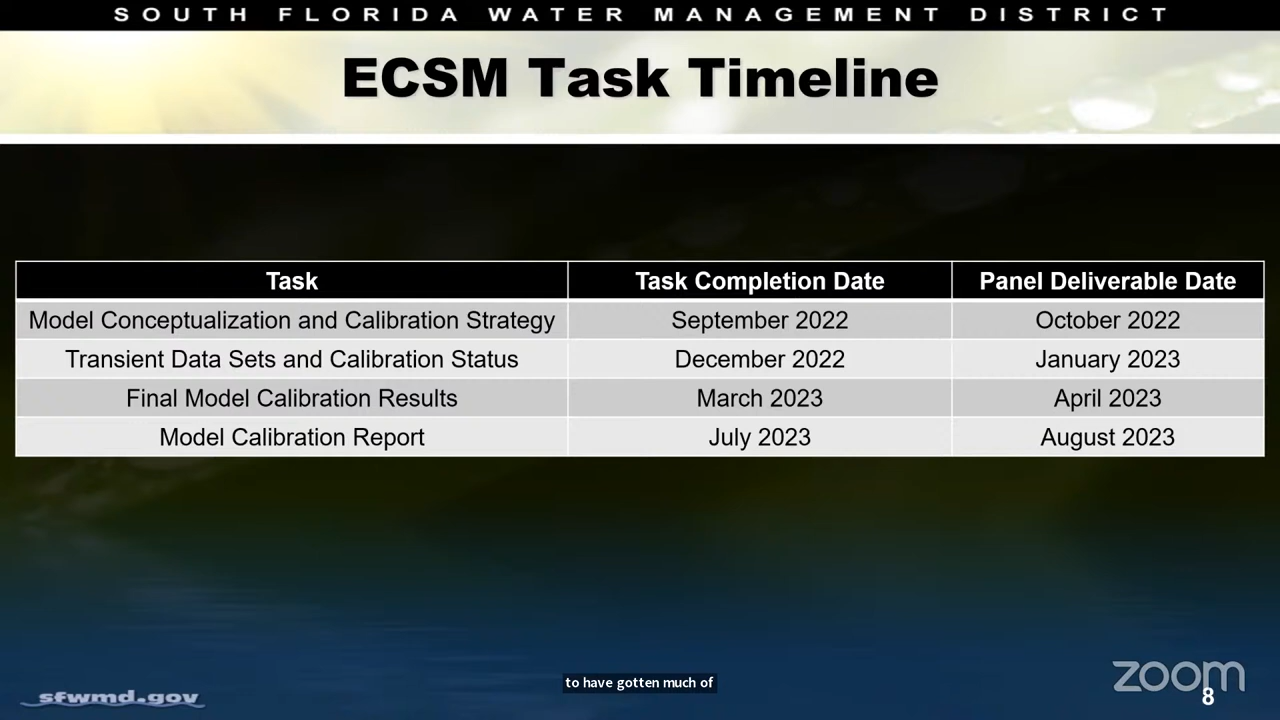 SOUTH FLORIDA WATER MANAGEMENT DISTRICT
ECSM Task Timeline
Task Task Completion Date Panel Deliverable Date
Model Conceptualization and Calibration Strategy September 2022 October 2022
Transient Data Sets and Calibration Status December 2022 January 2023
Final Model Calibration Results March 2023 April 2023
Model Calibration Report July 2023 August 2023
to have gotten much of
sfwmd.gov
zoom
8